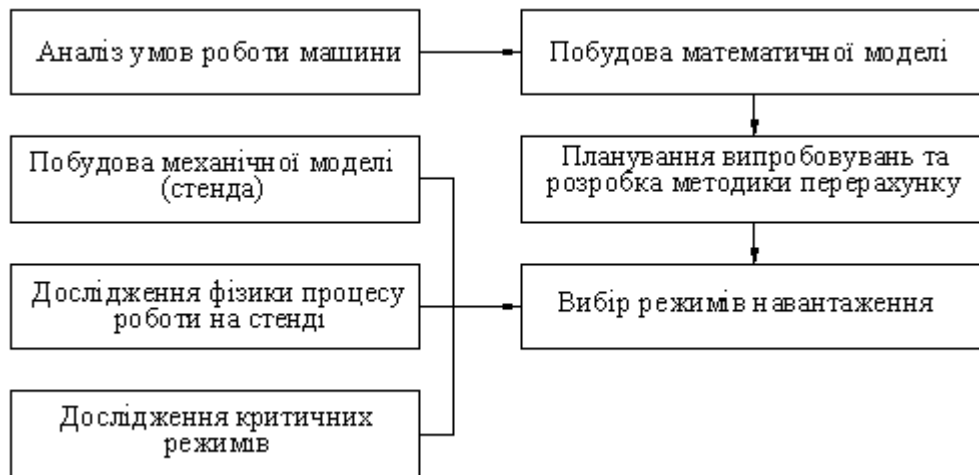 Аналіз умов роботи машини
Побудова математичної моделі
Побудова механічної моделі
(стенда)
Планування випробовувань та
розробка методики перерахунку
Дослідження фізики процесу
роботи на стенді
Вибір режимів навантаження
Дослідження критичних
режимів